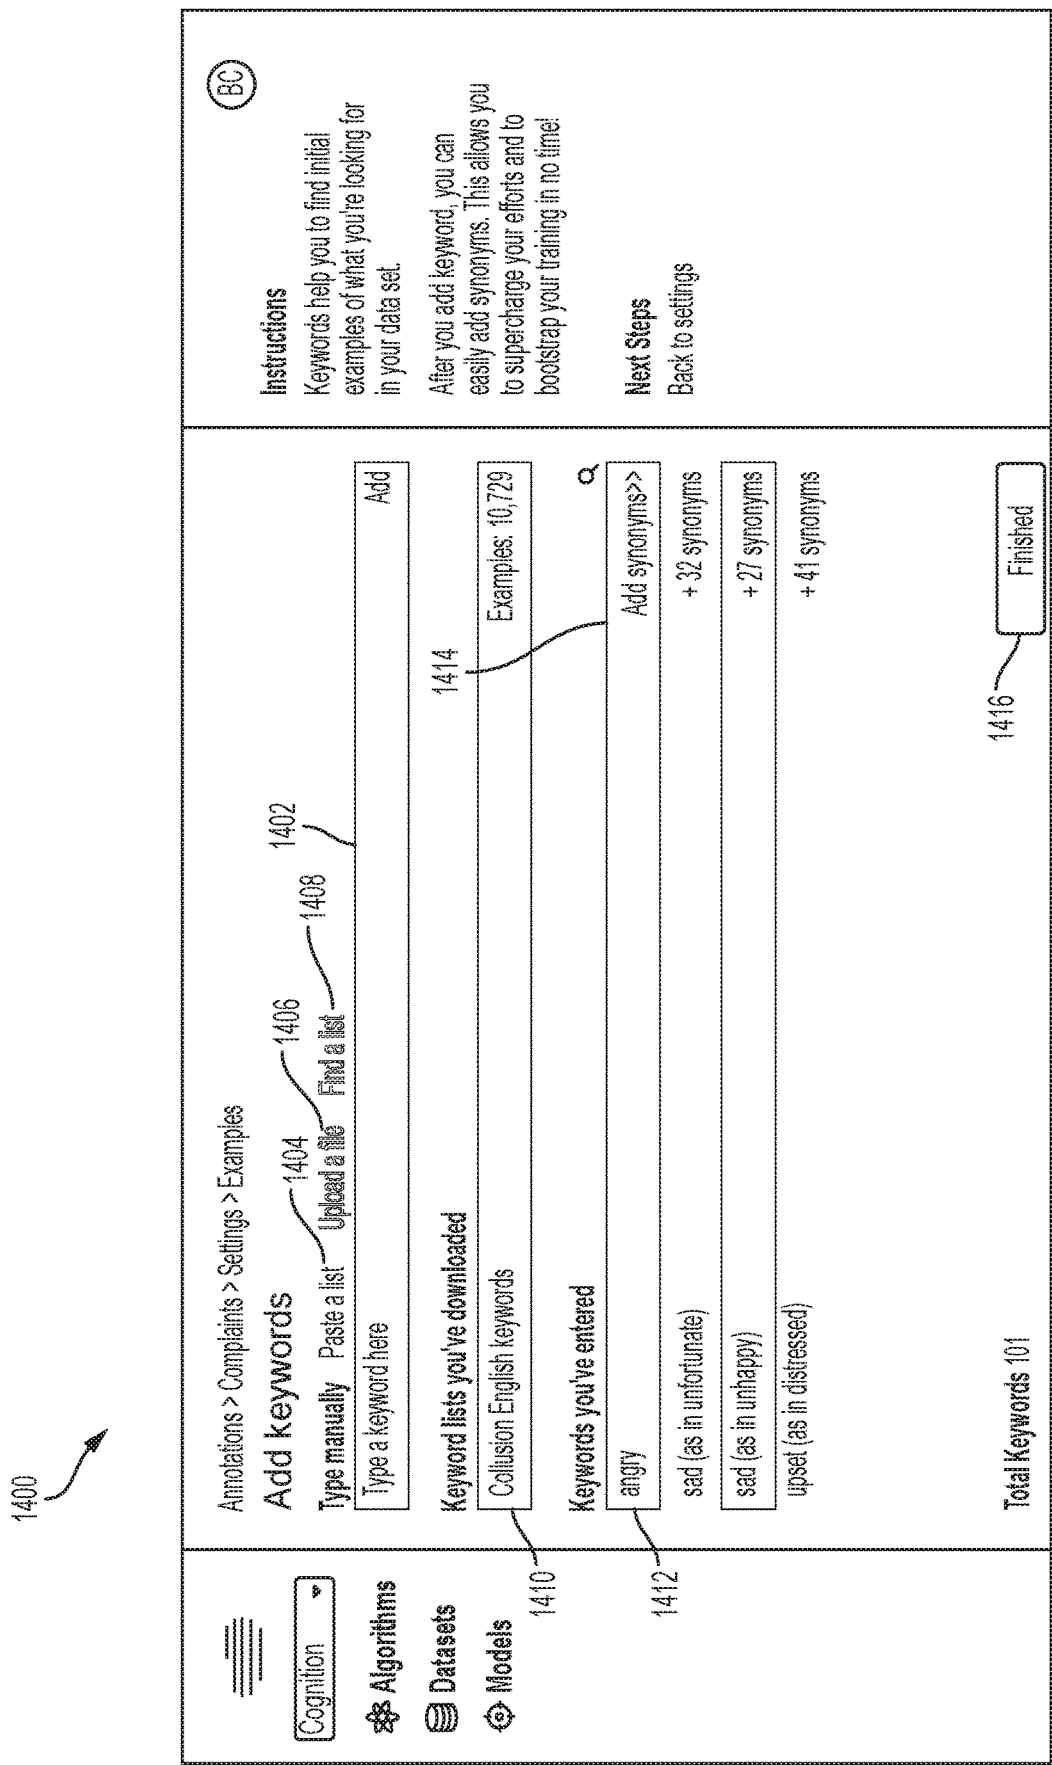 1400
Cognition
Algorithms
Datasets
Models
Annotations > Complaints > Settings > Examples
Add keywords
Type manually Paste a list Upload a file Find a list
1404
1406
1408
1402
Type a keyword here Add
Keyword lists you've downloaded
Collusion English keywords Examples: 10,729
1410
1414
Keywords you've entered
angry Add synonyms>>
1412
sad (as in unfortunate) + 32 synonyms
sad (as in unhappy) + 27 synonyms
upset (as in distressed) + 41 synonyms
Total Keywords 101
1416
Finished
BC
Instructions
Keywords help you to find initial
examples of what you're looking for
in your data set.
After you add keyword, you can
easily add synonyms. This allows you
to supercharge your efforts and to
bootstrap your training in no time!
Next Steps
Back to settings